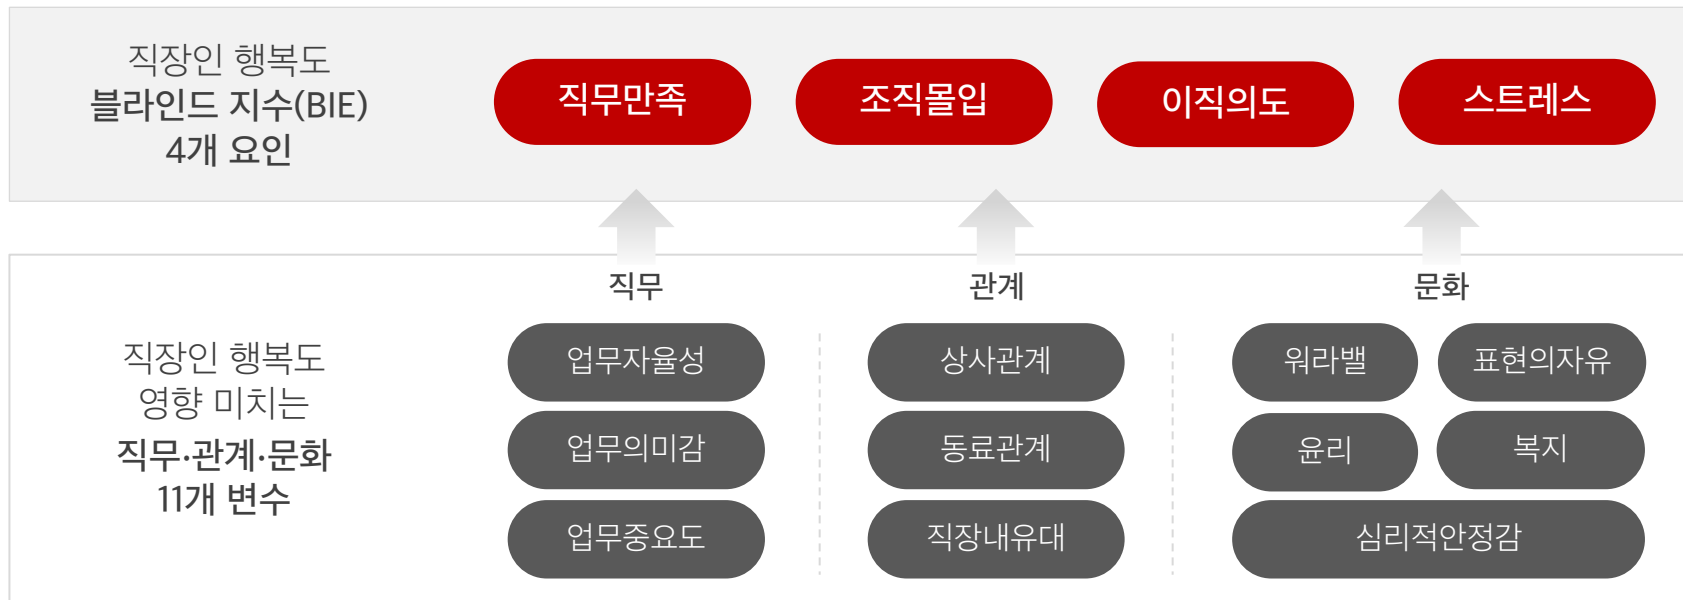 직장인 행복도
블라인드 지수(BIE)
4개 요인
직무만족
조직몰입
이직의도
스트레스
직장인 행복도
영향 미치는
직무·관계·문화
11개 변수
직무
업무자율성
업무의미감
업무중요도
관계
상사관계
동료관계
직장내유대
문화
워라밸
표현의자유
윤리
복지
심리적안정감